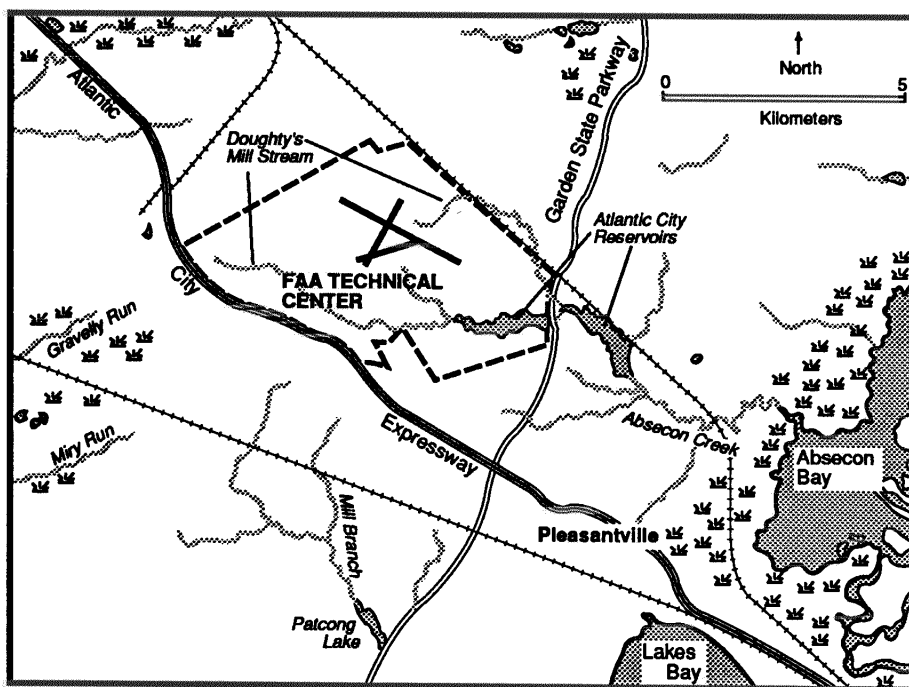 Atlantic
City
Expressway
Doughty's
Mill Stream
Garden State Parkway
North
0 5
Kilometers
Atlantic City
Reservoirs
FAA TECHNICAL
CENTER
Gravelly Run
Miry Run
Mill Branch
Patcong
Lake
Absecon Creek
Absecon
Bay
Pleasantville
Lakes
Bay